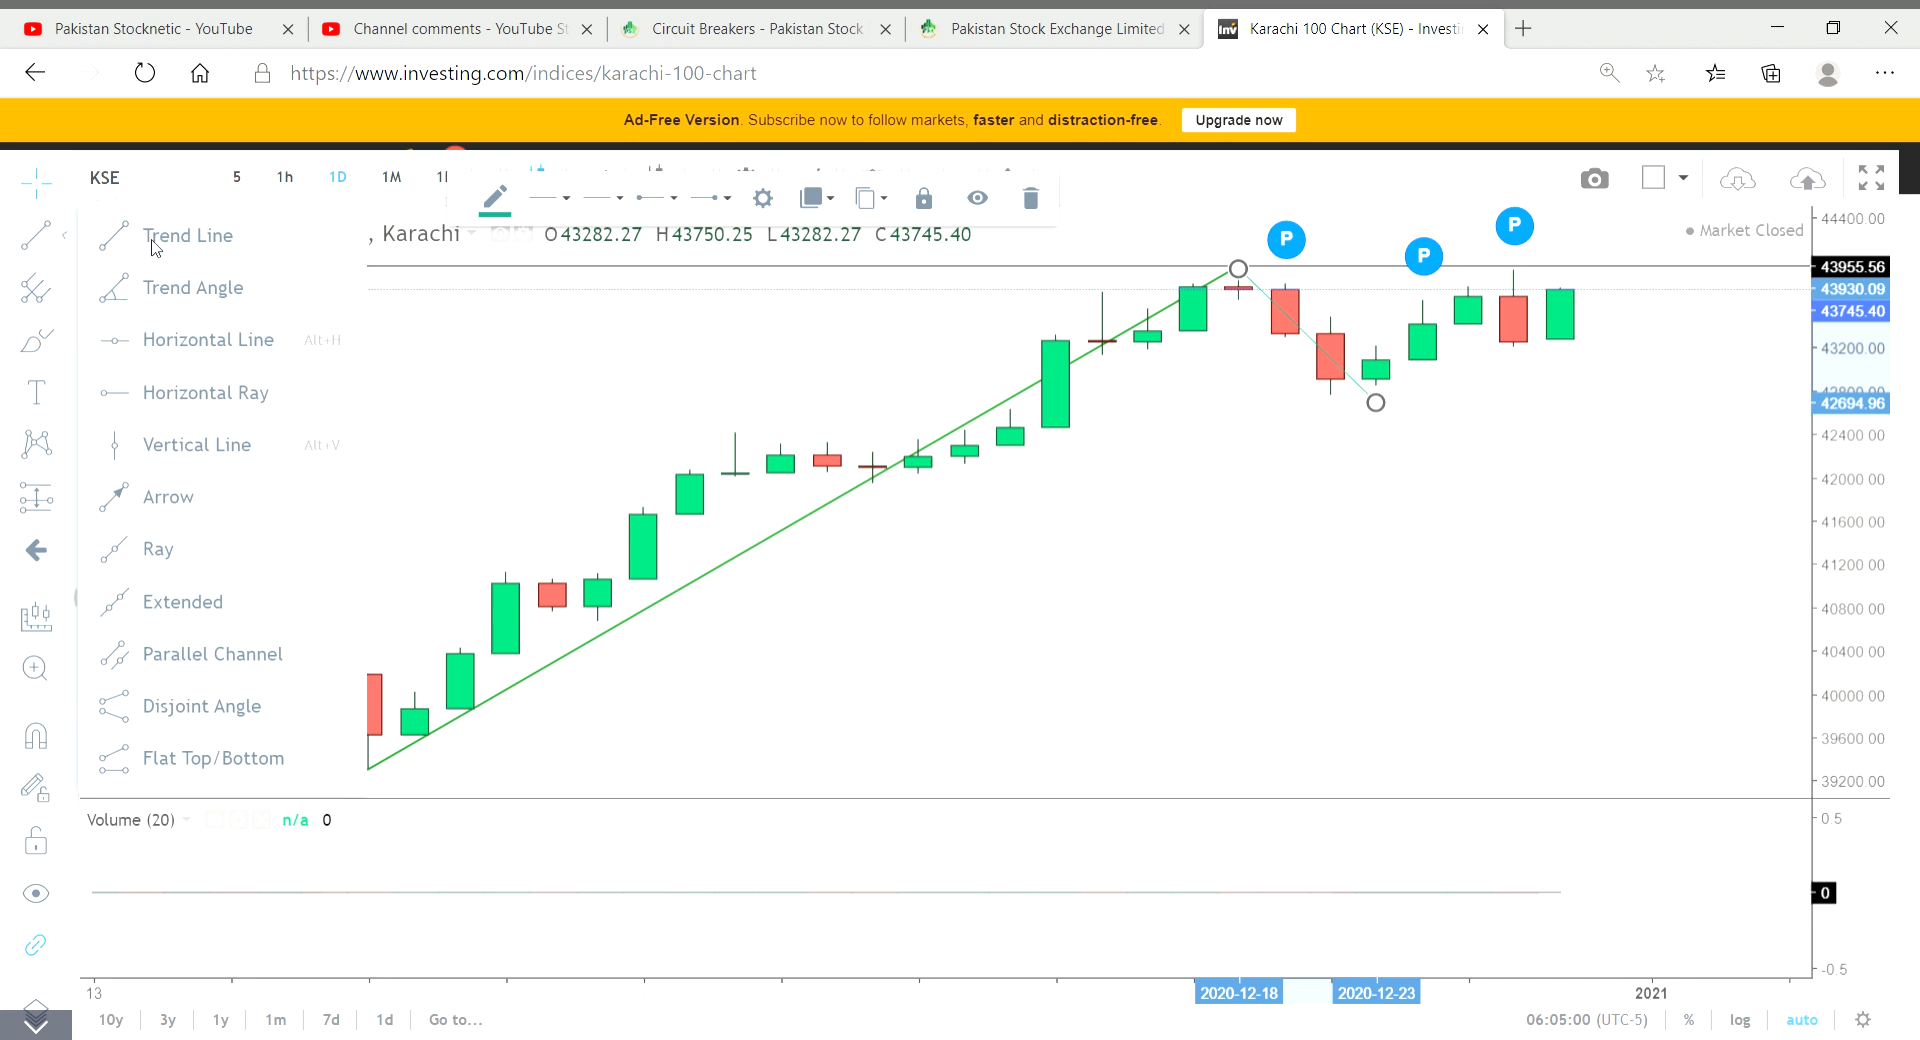 Pakistan Stocknetic - YouTube
Channel comments - YouTube St
Circuit Breakers - Pakistan Stock
Pakistan Stock Exchange Limited
Inv Karachi 100 Chart (KSE) - Investi
https://www.investing.com/indices/karachi-100-chart
Ad-Free Version. Subscribe now to follow markets, faster and distraction-free. Upgrade now
KSE 5 1h 1D 1M
, Karachi O43282.27 H43750.25 L43282.27 C43745.40
Market Closed
Trend Line
Trend Angle
Horizontal Line Alt+H
Horizontal Ray
Vertical Line Alt+V
Arrow
Ray
Extended
Parallel Channel
Disjoint Angle
Flat Top/Bottom
T
P
P
P
44400.00
43955.56
43930.09
43745.40
43200.00
42800.00
42694.96
42400.00
42000.00
41600.00
41200.00
40800.00
40400.00
40000.00
39600.00
39200.00
Volume (20) n/a 0
0.5
0
-0.5
13 2020-12-18 2020-12-23 2021
10y 3y 1y 1m 7d 1d Go to... 06:05:00 (UTC-5) % log auto